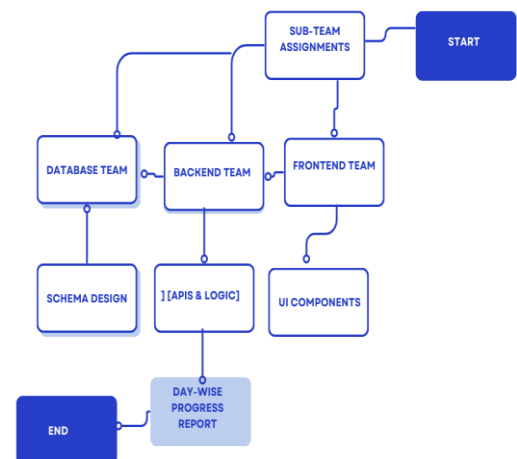 SUB-TEAM
ASSIGNMENTS
START
DATABASE TEAM
BACKEND TEAM
FRONTEND TEAM
SCHEMA DESIGN
] [APIS & LOGIC]
UI COMPONENTS
DAY-WISE
PROGRESS
REPORT
END